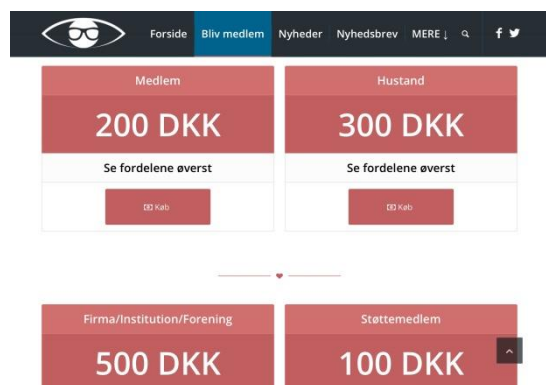 Forside Bliv medlem Nyheder Nyhedsbrev MERE ↓
Medlem
200 DKK
Se fordelene øverst
Køb
Hustand
300 DKK
Se fordelene øverst
Køb
Firma/Institution/Forening
500 DKK
Støttemedlem
100 DKK